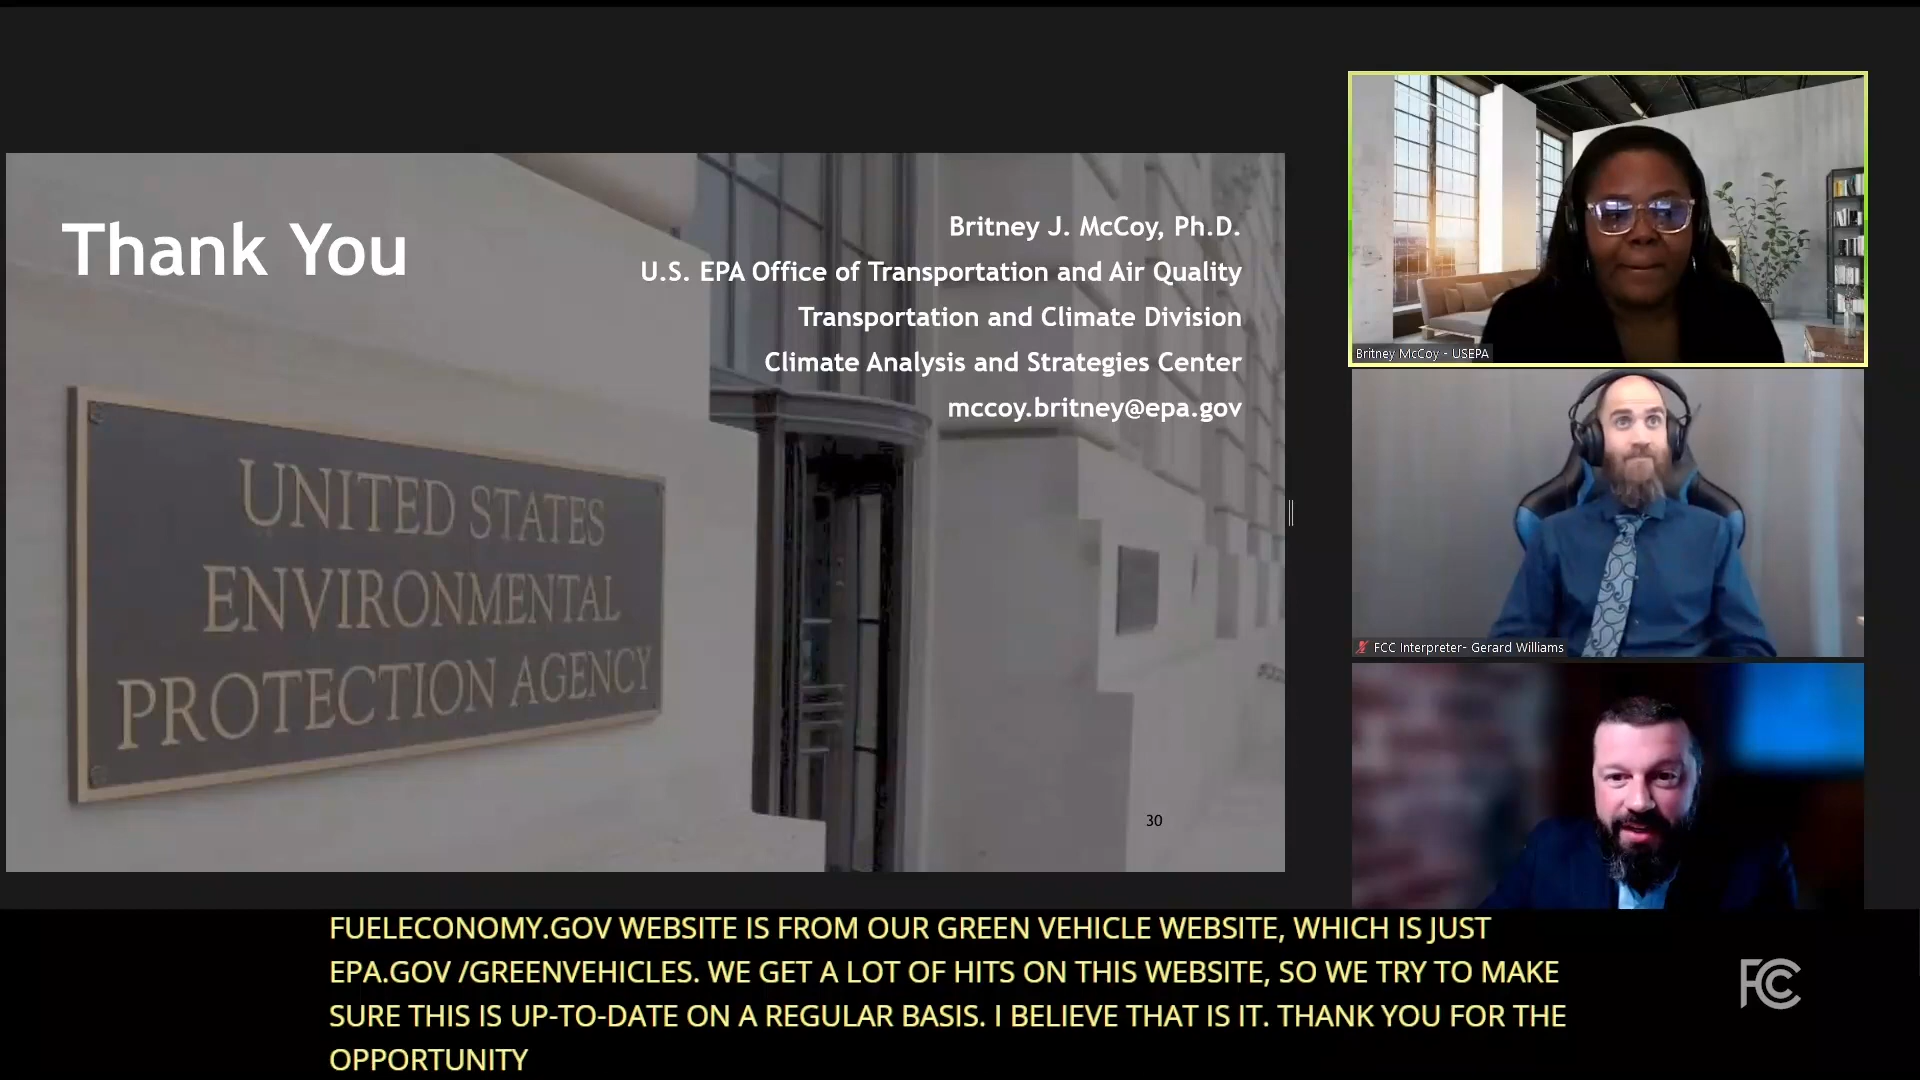 Thank You
Britney J. McCoy, Ph.D.
U.S. EPA Office of Transportation and Air Quality
Transportation and Climate Division
Climate Analysis and Strategies Center
mccoy.britney@epa.gov
UNITED STATES
ENVIRONMENTAL
PROTECTION AGENCY
30
Britney McCoy - USEPA
FCC Interpreter- Gerard Williams
FUELECONOMY.GOV WEBSITE IS FROM OUR GREEN VEHICLE WEBSITE, WHICH IS JUST
EPA.GOV /GREENVEHICLES. WE GET A LOT OF HITS ON THIS WEBSITE, SO WE TRY TO MAKE
SURE THIS IS UP-TO-DATE ON A REGULAR BASIS. I BELIEVE THAT IS IT. THANK YOU FOR THE
OPPORTUNITY
FCC